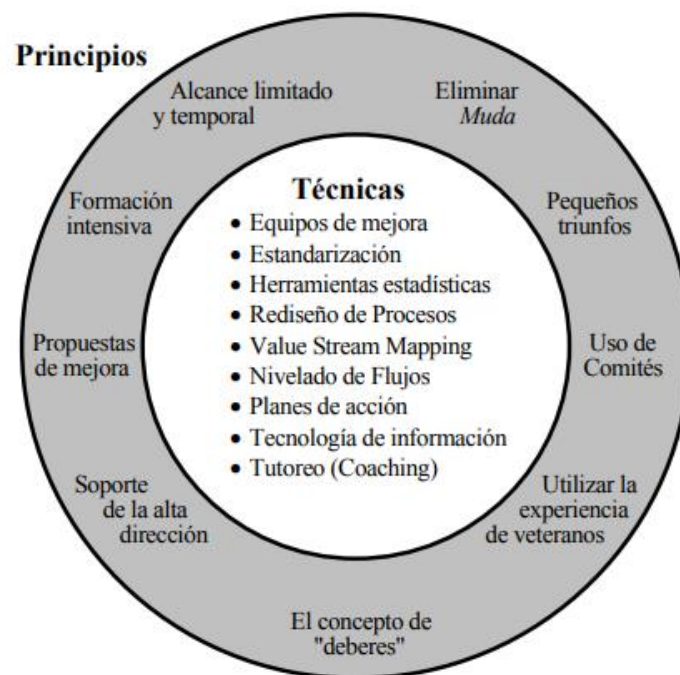 Principios
Alcance limitado
y temporal
Eliminar
Muda
Formación
intensiva
Pequeños
triunfos
Propuestas
de mejora
Uso de
Comités
Soporte
de la alta
dirección
Utilizar la
experiencia
de veteranos
El concepto de
"deberes"
Técnicas
• Equipos de mejora
• Estandarización
• Herramientas estadísticas
• Rediseño de Procesos
• Value Stream Mapping
• Nivelado de Flujos
• Planes de acción
• Tecnología de información
• Tutoreo (Coaching)